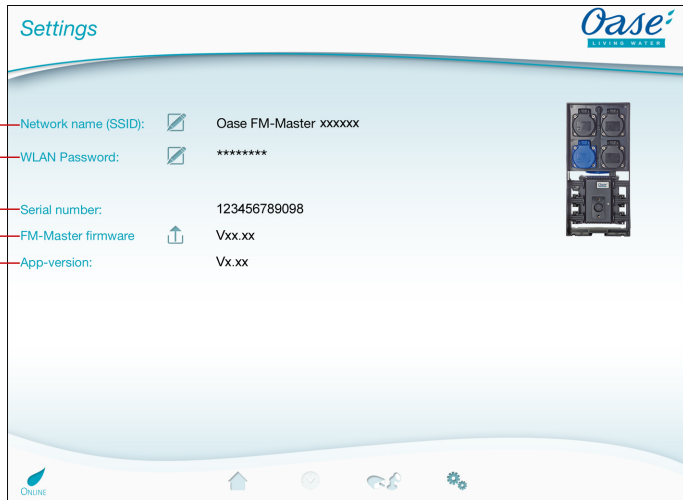 Settings
Oase
LIVING WATER
Network name (SSID): Oase FM-Master xxxxxx
WLAN Password: ********
Serial number: 123456789098
FM-Master firmware Vxx.xx
App-version: Vx.xx
ONLINE